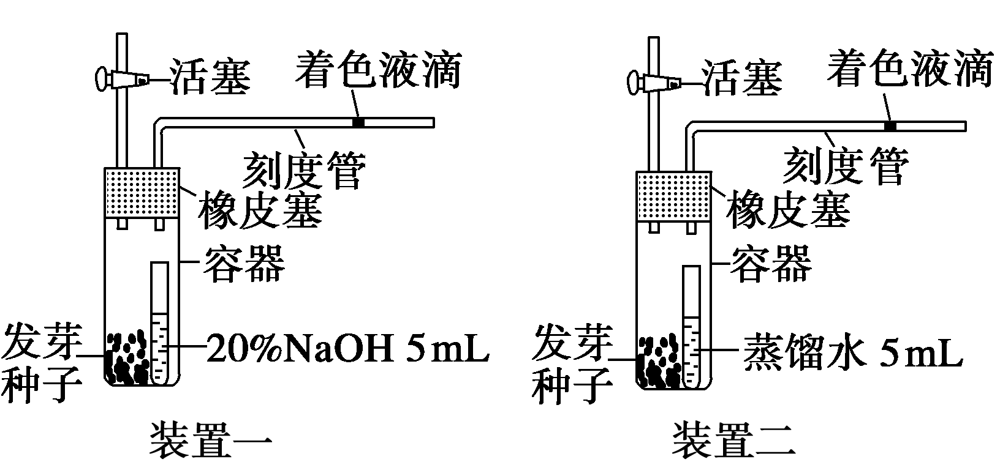 活塞
着色液滴
刻度管
橡皮塞
容器
发芽
种子
20%NaOH 5mL
装置一
活塞
着色液滴
刻度管
橡皮塞
容器
发芽
种子
蒸馏水 5mL
装置二